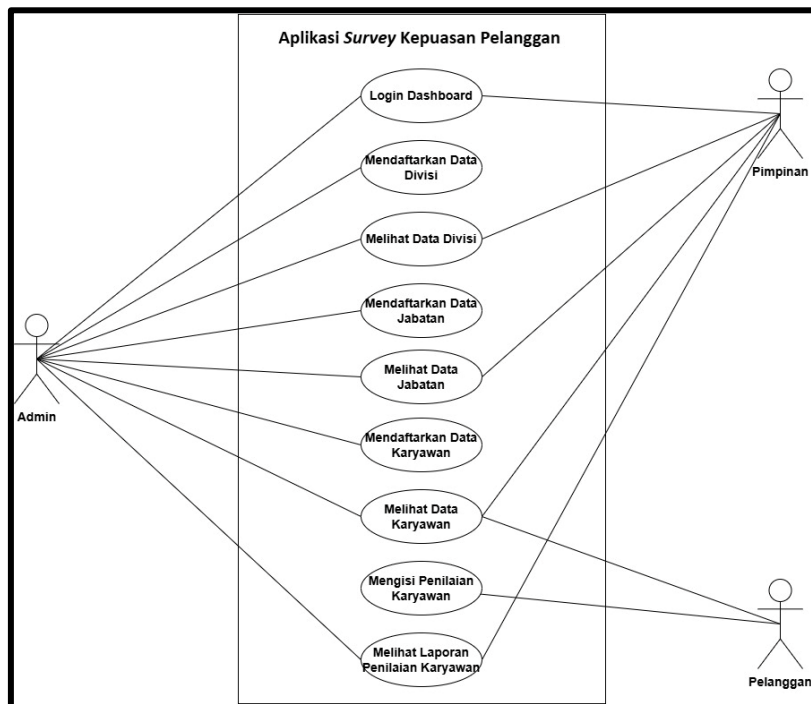 Aplikasi Survey Kepuasan Pelanggan
Login Dashboard
Pimpinan
Mendaftarkan Data
Divisi
Melihat Data Divisi
Mendaftarkan Data
Jabatan
Melihat Data
Jabatan
Admin
Mendaftarkan Data
Karyawan
Melihat Data
Karyawan
Mengisi Penilaian
Karyawan
Melihat Laporan
Penilaian Karyawan
Pelanggan